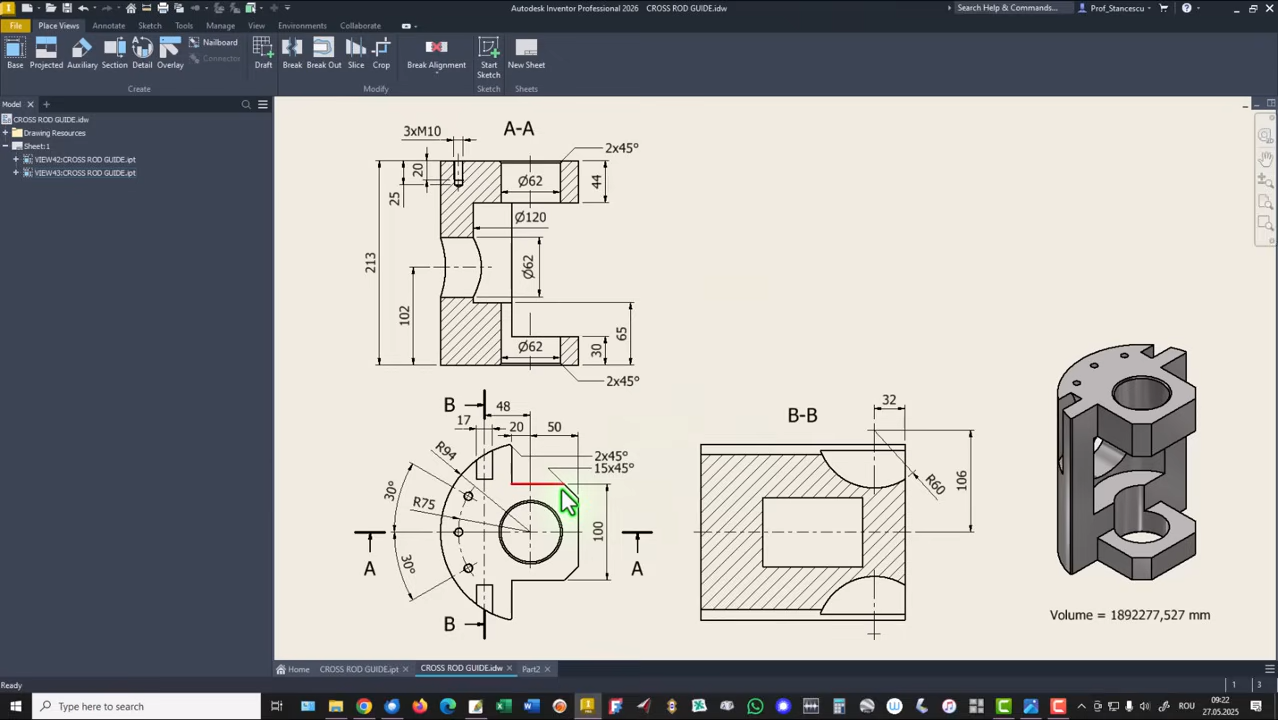 Autodesk Inventor Professional 2026 CROSS ROD GUIDE.idw
Search Help & Commands... Prof_Stancescu
File Place Views Annotate Sketch Tools Manage View Environments Collaborate
Base Projected Auxiliary Section Detail Overlay
Nailboard
Connector
Draft Break Break Out Slice Crop Break Alignment
Start
Sketch
New Sheet
Create Modify Sketch Sheets
Model
CROSS ROD GUIDE.idw
Drawing Resources
Sheet:1
VIEW42:CROSS ROD GUIDE.ipt
VIEW43:CROSS ROD GUIDE.ipt
3xM10
A-A
2x45°
20
25
Ø62
44
Ø120
213
Ø62
102
65
Ø62
30
2x45°
B
48
17
20
50
R94
2x45°
15x45°
30°
R75
100
A
A
30°
B
B-B
32
R60
106
Volume = 1892277,527 mm
Home CROSS ROD GUIDE.ipt CROSS ROD GUIDE.idw Part2
Ready
1 3
Type here to search
ROU
09:22
27.05.2025